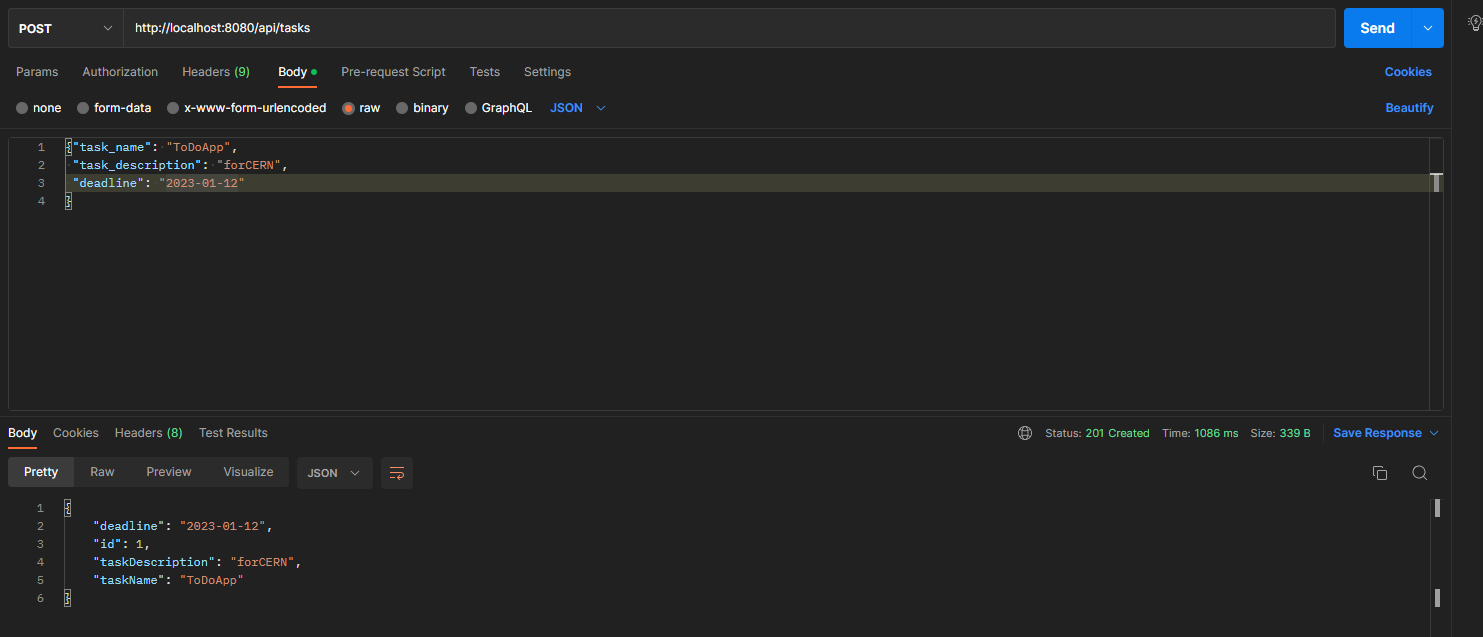 POST http://localhost:8080/api/tasks Send
Params Authorization Headers (9) Body Pre-request Script Tests Settings Cookies
none form-data x-www-form-urlencoded raw binary GraphQL JSON Beautify
1 {"task_name": "ToDoApp",
2 "task_description": "forCERN",
3 "deadline": "2023-01-12"
4 }
Body Cookies Headers (8) Test Results Status: 201 Created Time: 1086 ms Size: 339 B Save Response
Pretty Raw Preview Visualize JSON
1 {
2 "deadline": "2023-01-12",
3 "id": 1,
4 "taskDescription": "forCERN",
5 "taskName": "ToDoApp"
6 }